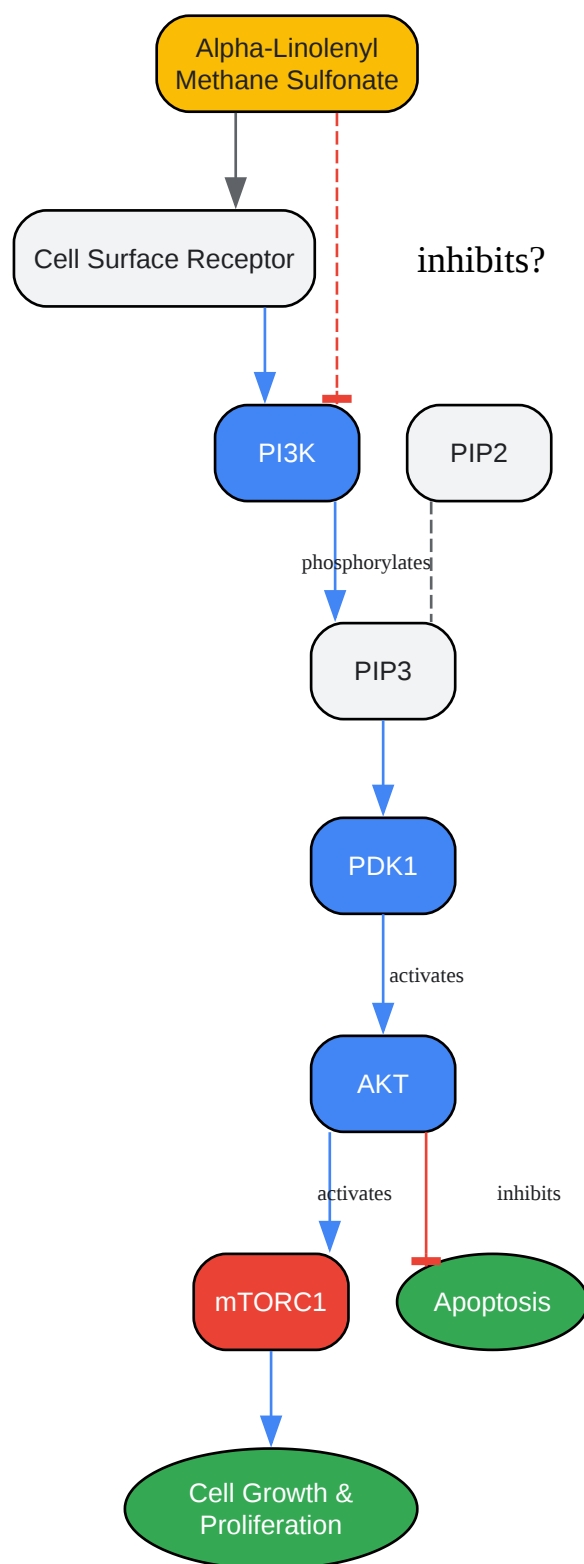 Alpha-Linolenyl
Methane Sulfonate
Cell Surface Receptor
inhibits?
PI3K
PIP2
phosphorylates
PIP3
PDK1
activates
AKT
activates
inhibits
mTORC1
Apoptosis
Cell Growth &
Proliferation